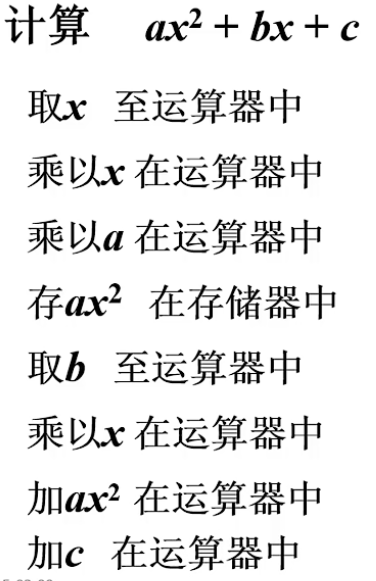 计算 ax² + bx + c
取x 至运算器中
乘以x 在运算器中
乘以a 在运算器中
存ax² 在存储器中
取b 至运算器中
乘以x 在运算器中
加ax² 在运算器中
加c 在运算器中